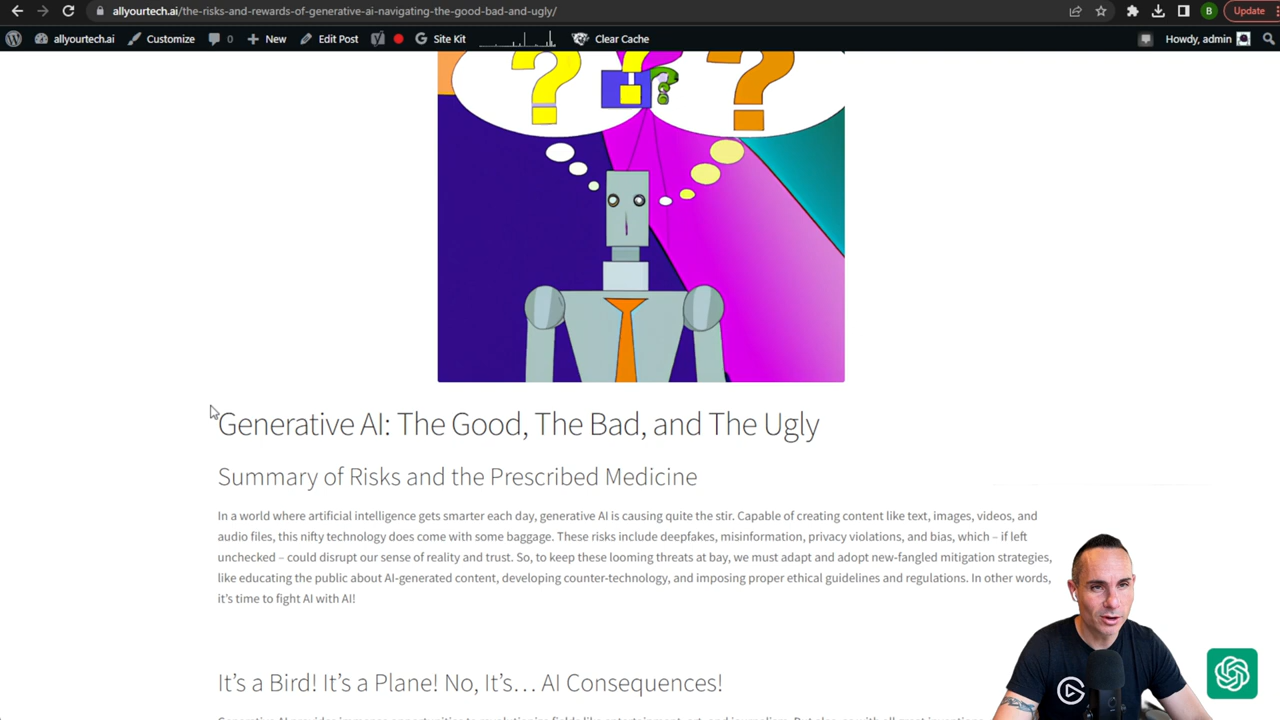 allyourtech.ai/the-risks-and-rewards-of-generative-ai-navigating-the-good-bad-and-ugly/
B
Update
allyourtech.ai
Customize
0
New
Edit Post
Site Kit
Clear Cache
Howdy, admin
? ? ? ?
Generative AI: The Good, The Bad, and The Ugly
Summary of Risks and the Prescribed Medicine
In a world where artificial intelligence gets smarter each day, generative AI is causing quite the stir. Capable of creating content like text, images, videos, and
audio files, this nifty technology does come with some baggage. These risks include deepfakes, misinformation, privacy violations, and bias, which – if left
unchecked – could disrupt our sense of reality and trust. So, to keep these looming threats at bay, we must adapt and adopt new-fangled mitigation strategies,
like educating the public about AI-generated content, developing counter-technology, and imposing proper ethical guidelines and regulations. In other words,
it's time to fight AI with AI!
It's a Bird! It's a Plane! No, It's… AI Consequences!